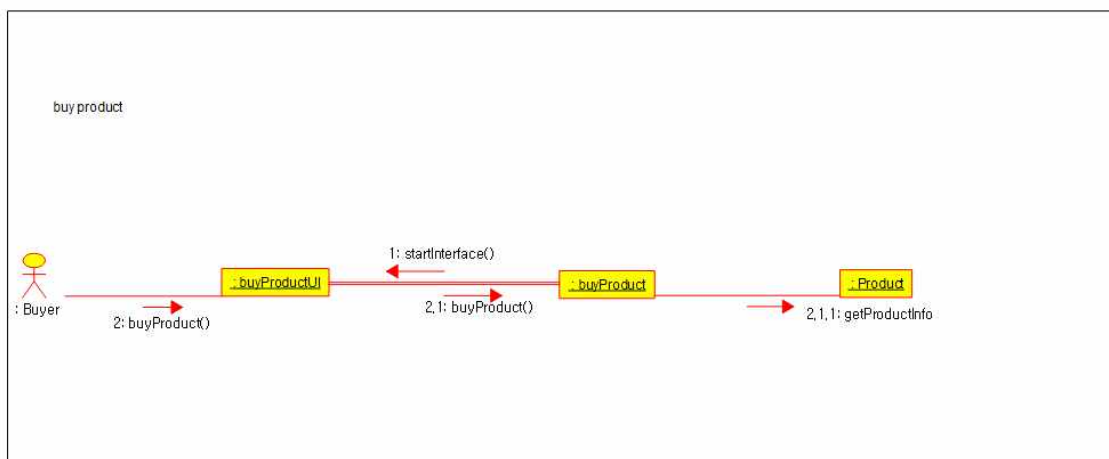 buy product
1: startInterface()
: buyProductUI
: buyProduct
: Product
: Buyer
2: buyProduct()
2,1: buyProduct()
2,1,1: getProductInfo